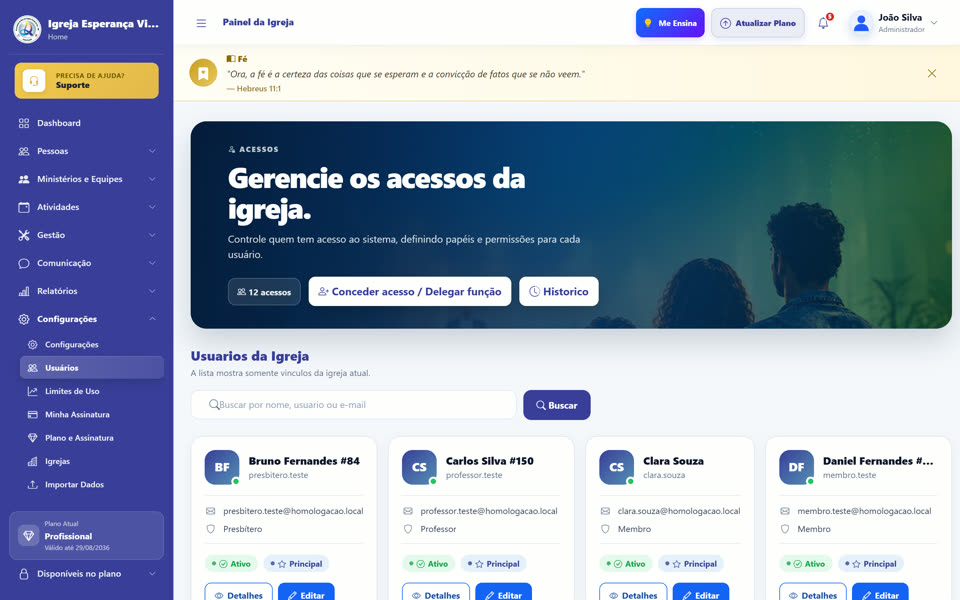 Igreja Esperança Vi...
Home
PRECISA DE AJUDA?
Suporte
Dashboard
Pessoas
Ministérios e Equipes
Atividades
Gestão
Comunicação
Relatórios
Configurações
Configurações
Usuários
Limites de Uso
Minha Assinatura
Plano e Assinatura
Igrejas
Importar Dados
Plano Atual
Profissional
Válido até 29/08/2036
Disponíveis no plano
Painel da Igreja
Me Ensina
Atualizar Plano
5
João Silva
Administrador
Fé
"Ora, a fé é a certeza das coisas que se esperam e a convicção de fatos que se não veem."
— Hebreus 11:1
ACESSOS
Gerencie os acessos da
igreja.
Controle quem tem acesso ao sistema, definindo papéis e permissões para cada
usuário.
12 acessos
Conceder acesso / Delegar função
Historico
Usuarios da Igreja
A lista mostra somente vinculos da igreja atual.
Buscar por nome, usuario ou e-mail
Buscar
BF
Bruno Fernandes #84
presbitero.teste
presbitero.teste@homologacao.local
Presbítero
Ativo
Principal
Detalhes
Editar
CS
Carlos Silva #150
professor.teste
professor.teste@homologacao.local
Professor
Ativo
Principal
Detalhes
Editar
CS
Clara Souza
clara.souza
clara.souza@homologacao.local
Membro
Ativo
Principal
Detalhes
Editar
DF
Daniel Fernandes #...
membro.teste
membro.teste@homologacao.local
Membro
Ativo
Principal
Detalhes
Editar